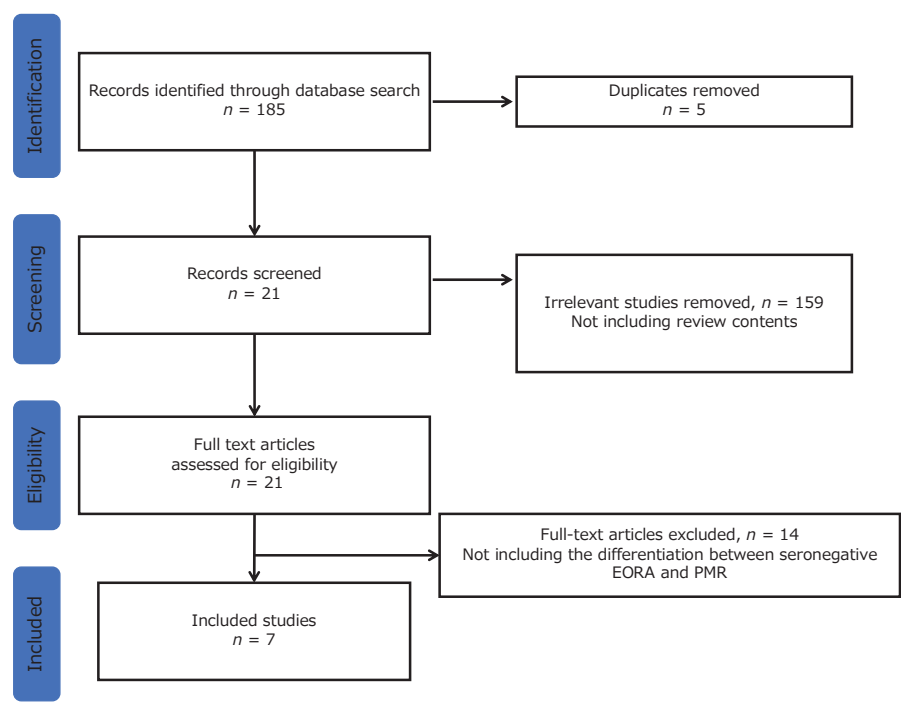 Identification
Records identified through database search
n = 185
Duplicates removed
n = 5
Screening
Records screened
n = 21
Irrelevant studies removed, n = 159
Not including review contents
Eligibility
Full text articles
assessed for eligibility
n = 21
Full-text articles excluded, n = 14
Not including the differentiation between seronegative
EORA and PMR
Included
Included studies
n = 7